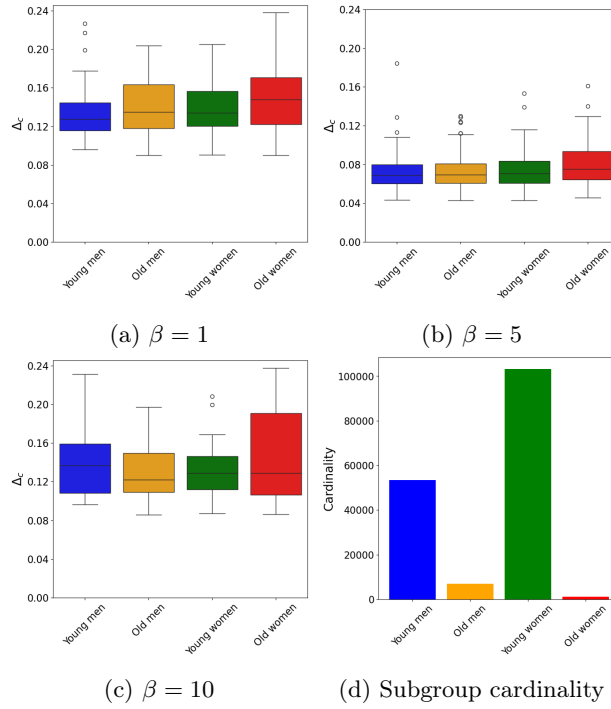 0.24
0.20
0.16
0.12
0.08
0.04
0.00
Δc
Young men
Old men
Young women
Old women
(a) β = 1
0.24
0.20
0.16
0.12
0.08
0.04
0.00
Δc
Young men
Old men
Young women
Old women
(b) β = 5
0.24
0.20
0.16
0.12
0.08
0.04
0.00
Δc
Young men
Old men
Young women
Old women
(c) β = 10
100000
80000
60000
40000
20000
0
Cardinality
Young men
Old men
Young women
Old women
(d) Subgroup cardinality